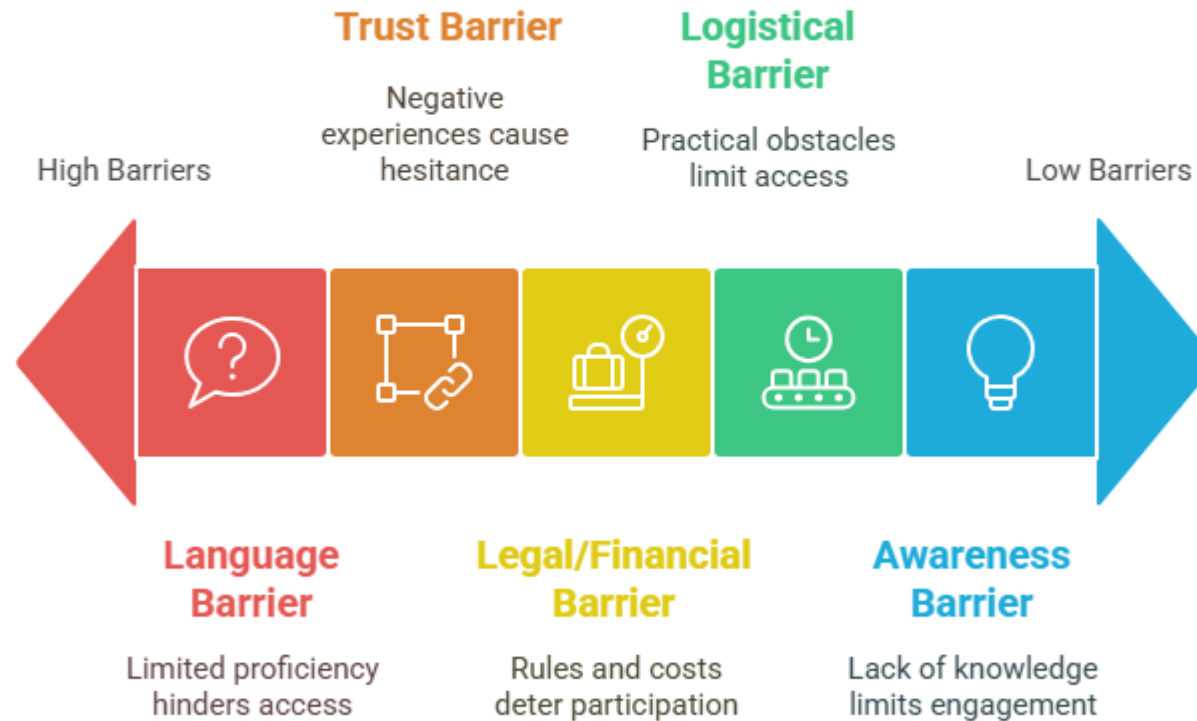 Trust Barrier
Negative
experiences cause
hesitance
Logistical
Barrier
Practical obstacles
limit access
High Barriers
Low Barriers
?
Language
Barrier
Limited proficiency
hinders access
Legal/Financial
Barrier
Rules and costs
deter participation
Awareness
Barrier
Lack of knowledge
limits engagement